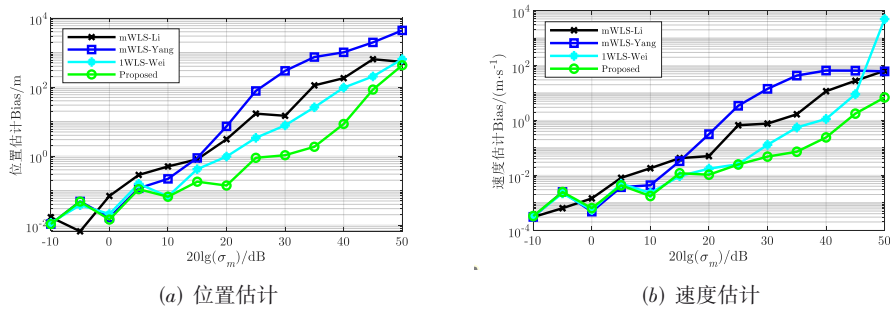 10^4
10^2
10^0
10^-2
位置估计Bias/m
mWLS-Li
mWLS-Yang
1WLS-Wei
Proposed
-10 0 10 20 30 40 50
20lg(σ_m)/dB
(a) 位置估计
10^4
10^2
10^0
10^-2
10^-4
速度估计Bias/(m·s^-1)
mWLS-Li
mWLS-Yang
1WLS-Wei
Proposed
-10 0 10 20 30 40 50
20lg(σ_m)/dB
(b) 速度估计